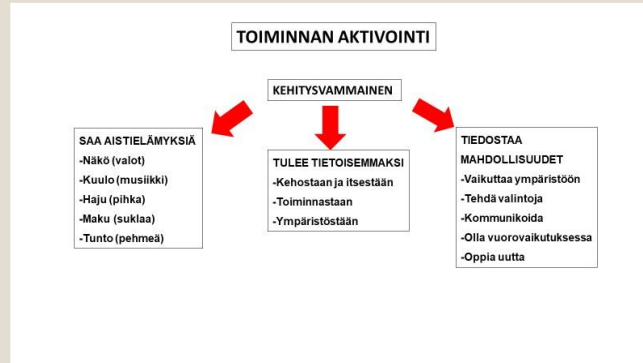 TOIMINNAN AKTIVOINTI
KEHITYSVAMMAINEN
SAA AISTIELÄMYKSIÄ
-Näkö (valot)
-Kuulo (musiikki)
-Haju (pihka)
-Maku (suklaa)
-Tunto (pehmeä)
TULEE TIETOISEMMAKSI
-Kehostaan ja itsestään
-Toiminnastaan
-Ympäristöstään
TIEDOSTAA
MAHDOLLISUUDET
-Vaikuttaa ympäristöön
-Tehdä valintoja
-Kommunikoida
-Olla vuorovaikutuksessa
-Oppia uutta